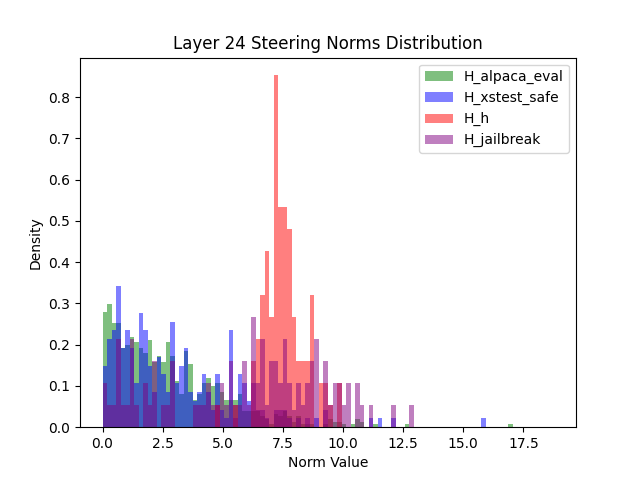 Layer 24 Steering Norms Distribution
H_alpaca_eval
H_xstest_safe
H_h
H_jailbreak
Density
0.8
0.7
0.6
0.5
0.4
0.3
0.2
0.1
0.0
0.0 2.5 5.0 7.5 10.0 12.5 15.0 17.5
Norm Value